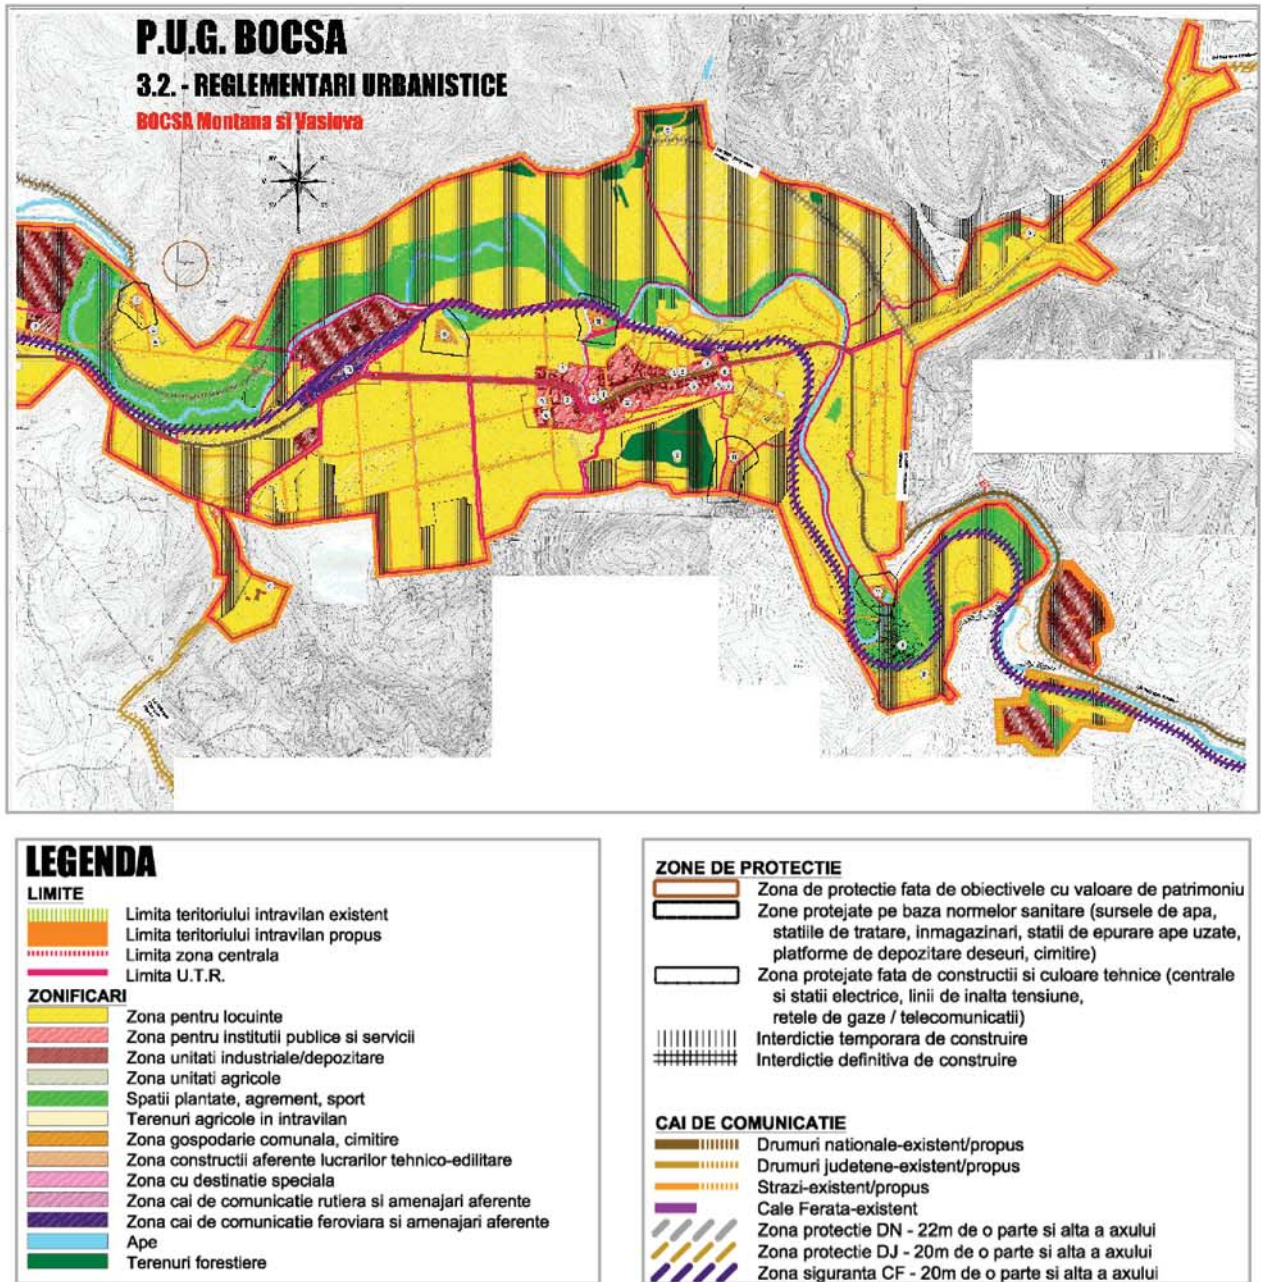 P.U.G. BOCSA
3.2. - REGLEMENTARI URBANISTICE
BOCSA Montana si Vasiova
LEGENDA
LIMITE
Limita teritoriului intravilan existent
Limita teritoriului intravilan propus
Limita zona centrala
Limita U.T.R.
ZONIFICARI
Zona pentru locuinte
Zona pentru institutii publice si servicii
Zona unitati industriale/depozitare
Zona unitati agricole
Spatii plantate, agrement, sport
Terenuri agricole in intravilan
Zona gospodarie comunala, cimitire
Zona constructii aferente lucrarilor tehnico-edilitare
Zona cu destinatie speciala
Zona cai de comunicatie rutiera si amenajari aferente
Zona cai de comunicatie feroviara si amenajari aferente
Ape
Terenuri forestiere
ZONE DE PROTECTIE
Zona de protectie fata de obiectivele cu valoare de patrimoniu
Zone protejate pe baza normelor sanitare (sursele de apa,
statiile de tratare, inmagazinari, statii de epurare ape uzate,
platforme de depozitare deseuri, cimitire)
Zona protejate fata de constructii si culoare tehnice (centrale
si statii electrice, linii de inalta tensiune,
retele de gaze / telecomunicatii)
Interdictie temporara de construire
Interdictie definitiva de construire
CAI DE COMUNICATIE
Drumuri nationale-existent/propus
Drumuri judetene-existent/propus
Strazi-existent/propus
Cale Ferata-existent
Zona protectie DN - 22m de o parte si alta a axului
Zona protectie DJ - 20m de o parte si alta a axului
Zona siguranta CF - 20m de o parte si alta a axului